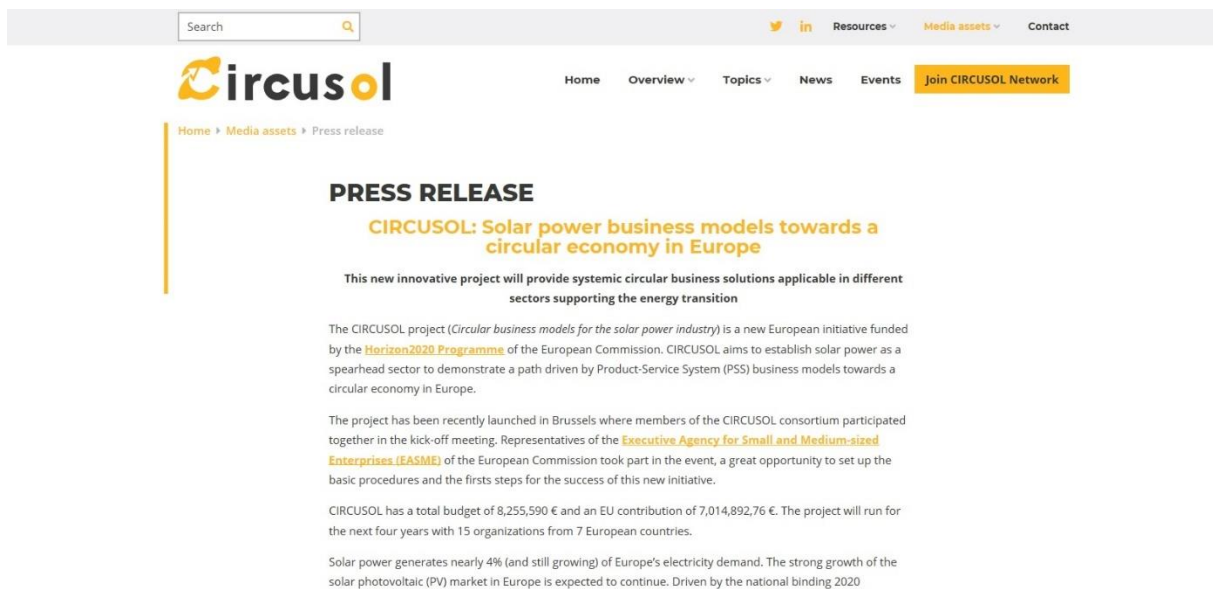 Search
Resources
Media assets
Contact
Circusol
Home
Overview
Topics
News
Events
Join CIRCUSOL Network
Home
Media assets
Press release
PRESS RELEASE
CIRCUSOL: Solar power business models towards a
circular economy in Europe
This new innovative project will provide systemic circular business solutions applicable in different
sectors supporting the energy transition
The CIRCUSOL project (Circular business models for the solar power industry) is a new European initiative funded
by the Horizon2020 Programme of the European Commission. CIRCUSOL aims to establish solar power as a
spearhead sector to demonstrate a path driven by Product-Service System (PSS) business models towards a
circular economy in Europe.
The project has been recently launched in Brussels where members of the CIRCUSOL consortium participated
together in the kick-off meeting. Representatives of the Executive Agency for Small and Medium-sized
Enterprises (EASME) of the European Commission took part in the event, a great opportunity to set up the
basic procedures and the firsts steps for the success of this new initiative.
CIRCUSOL has a total budget of 8,255,590 € and an EU contribution of 7,014,892,76 €. The project will run for
the next four years with 15 organizations from 7 European countries.
Solar power generates nearly 4% (and still growing) of Europe’s electricity demand. The strong growth of the
solar photovoltaic (PV) market in Europe is expected to continue. Driven by the national binding 2020